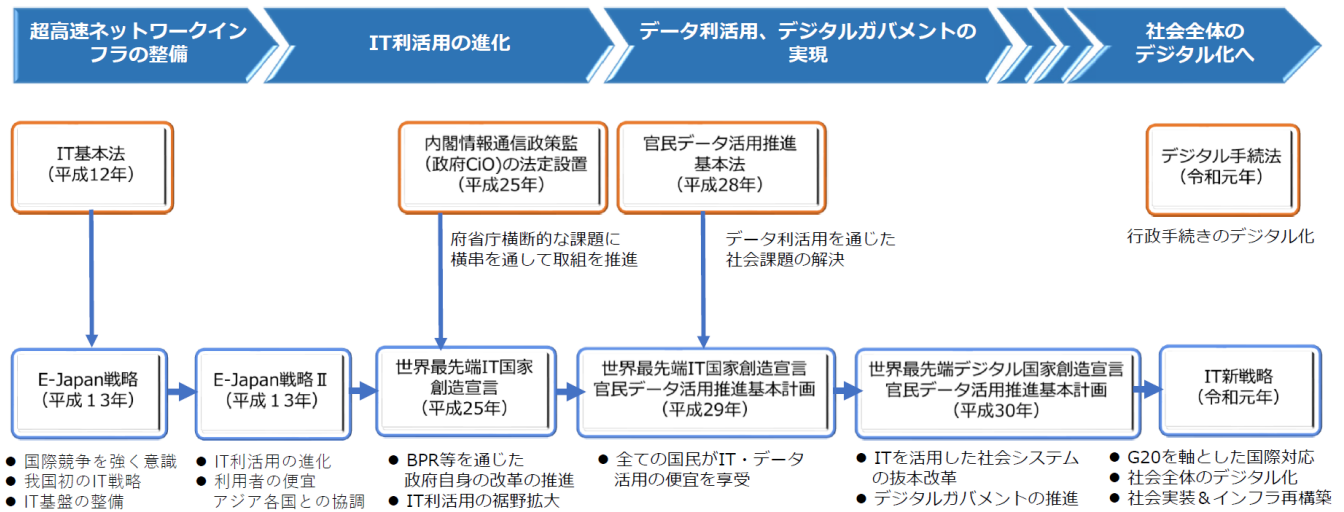 超高速ネットワークイン
フラの整備
IT利活用の進化
データ利活用、デジタルガバメントの
実現
社会全体の
デジタル化へ
IT基本法
（平成12年）
内閣情報通信政策監
（政府CiO)の法定設置
（平成25年）
官民データ活用推進
基本法
（平成28年）
デジタル手続法
（令和元年）
府省庁横断的な課題に
横串を通して取組を推進
データ利活用を通じた
社会課題の解決
行政手続きのデジタル化
E-Japan戦略
（平成１3年）
E-Japan戦略Ⅱ
（平成１3年）
世界最先端IT国家
創造宣言
（平成25年）
世界最先端IT国家創造宣言
官民データ活用推進基本計画
（平成29年）
世界最先端デジタル国家創造宣言
官民データ活用推進基本計画
（平成30年）
IT新戦略
（令和元年）
● 国際競争を強く意識
● 我国初のIT戦略
● IT基盤の整備
● IT利活用の進化
● 利用者の便宜
アジア各国との協調
● BPR等を通じた
政府自身の改革の推進
● IT利活用の裾野拡大
● 全ての国民がIT・データ
活用の便宜を享受
● ITを活用した社会システム
の抜本改革
● デジタルガバメントの推進
● G20を軸とした国際対応
● 社会全体のデジタル化
● 社会実装＆インフラ再構築